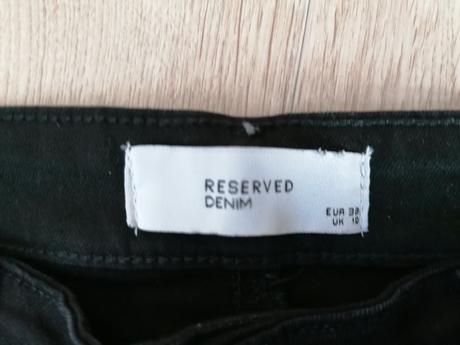 RESERVED
DENIM
EUR 38
UK 10